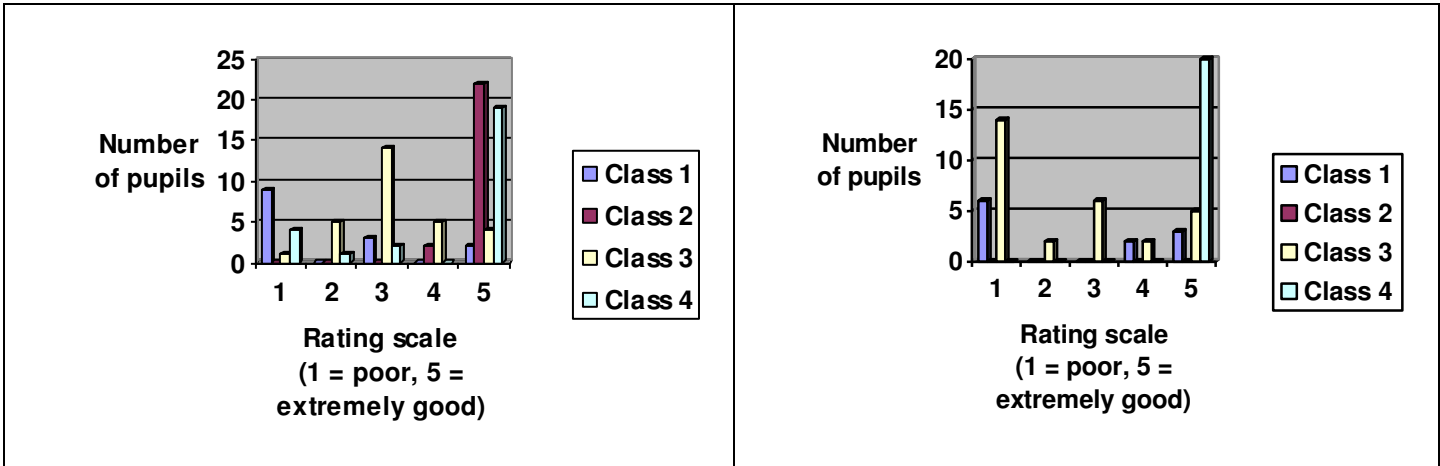 25
20
15
10
5
0
Number
of pupils
1 2 3 4 5
Rating scale
(1 = poor, 5 =
extremely good)
Class 1
Class 2
Class 3
Class 4
20
15
10
5
0
Number
of pupils
1 2 3 4 5
Rating scale
(1 = poor, 5 =
extremely good)
Class 1
Class 2
Class 3
Class 4